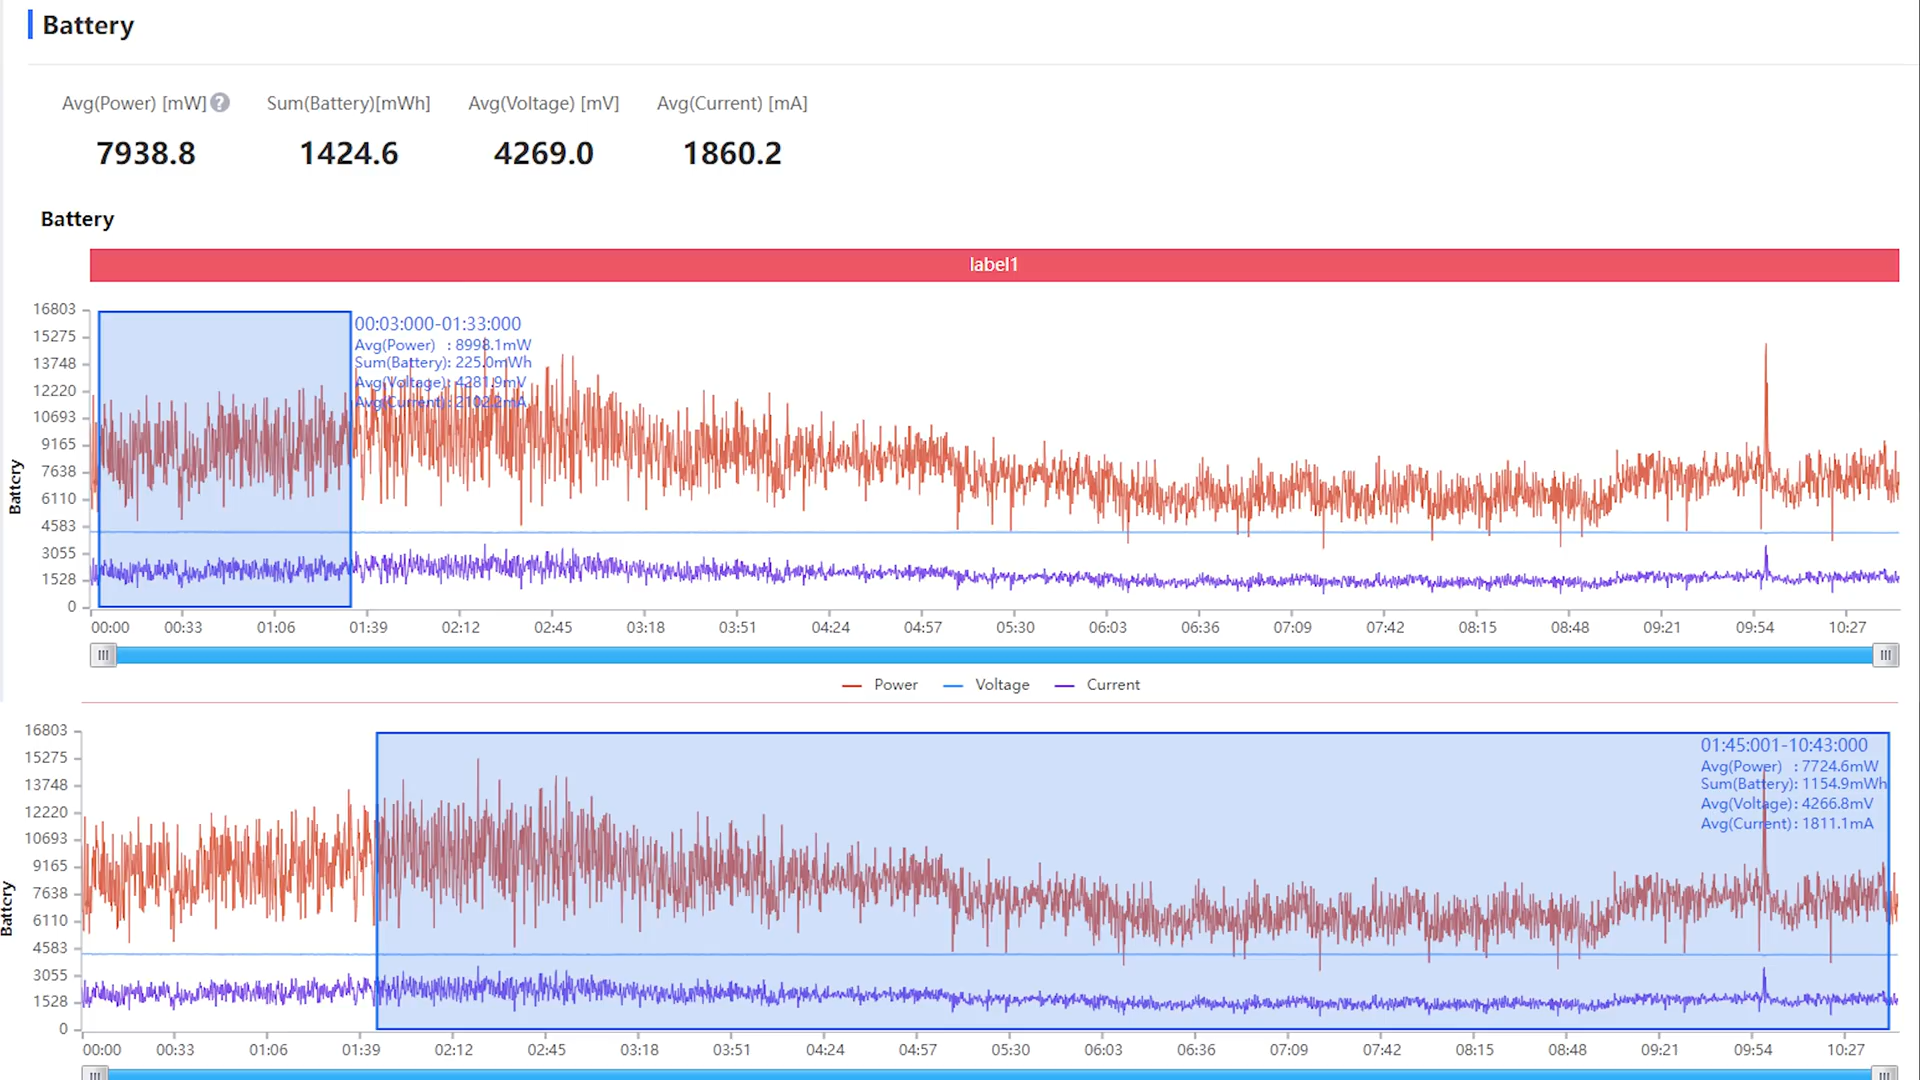 Battery
Avg(Power) [mW]? Sum(Battery)[mWh] Avg(Voltage) [mV] Avg(Current) [mA]
7938.8 1424.6 4269.0 1860.2
Battery
label1
16803
15275
13748
12220
10693
9165
7638
6110
4583
3055
1528
0
Battery
00:03:000-01:33:000
Avg(Power) : 8998.1mW
Sum(Battery): 225.0mWh
Avg(Voltage): 4281.9mV
Avg(Current): 2102.2mA
00:00 00:33 01:06 01:39 02:12 02:45 03:18 03:51 04:24 04:57 05:30 06:03 06:36 07:09 07:42 08:15 08:48 09:21 09:54 10:27
Power Voltage Current
16803
15275
13748
12220
10693
9165
7638
6110
4583
3055
1528
0
Battery
01:45:001-10:43:000
Avg(Power) : 7724.6mW
Sum(Battery): 1154.9mWh
Avg(Voltage): 4266.8mV
Avg(Current): 1811.1mA
00:00 00:33 01:06 01:39 02:12 02:45 03:18 03:51 04:24 04:57 05:30 06:03 06:36 07:09 07:42 08:15 08:48 09:21 09:54 10:27